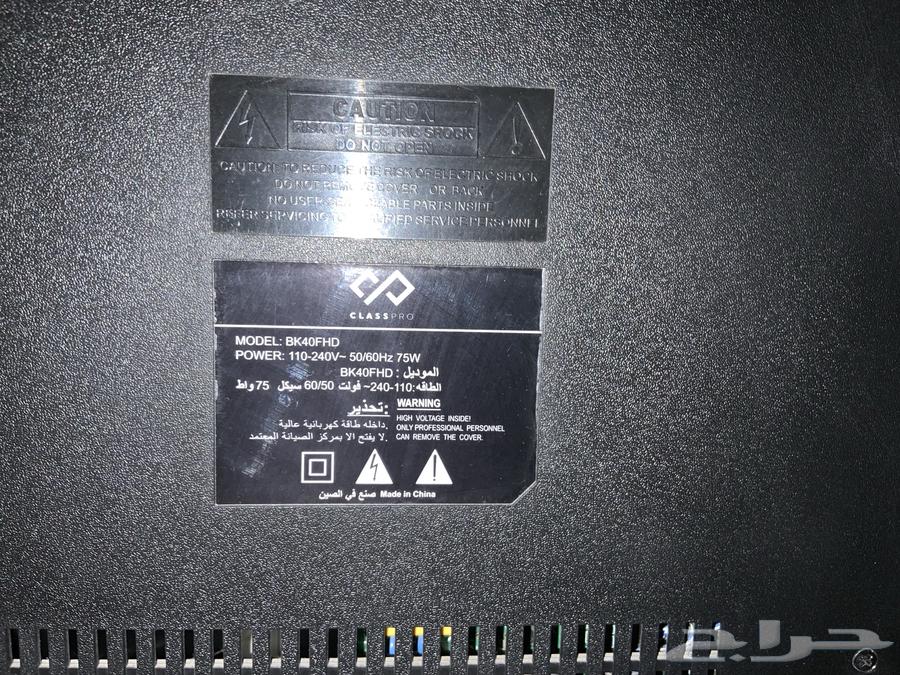 CAUTION
RISK OF ELECTRIC SHOCK
DO NOT OPEN
CAUTION: TO REDUCE THE RISK OF ELECTRIC SHOCK
DO NOT REMOVE COVER OR BACK
NO USER SERVICEABLE PARTS INSIDE
SERVICING TO QUALIFIED SERVICE PERSONNEL
CLASSPRO
MODEL: BK40FHD
POWER: 110-240V~ 50/60Hz 75W
الموديل : BK40FHD
الطاقه:110-240~ فولت 60/50 سيكل 75 واط
WARNING
HIGH VOLTAGE INSIDE!
ONLY PROFESSIONAL PERSONNEL
CAN REMOVE THE COVER.
تحذير:
.داخله طاقة كهربائية عالية
.لا يفتح الا بمركز الصيانة المعتمد
صنع في الصين Made in China
حراج